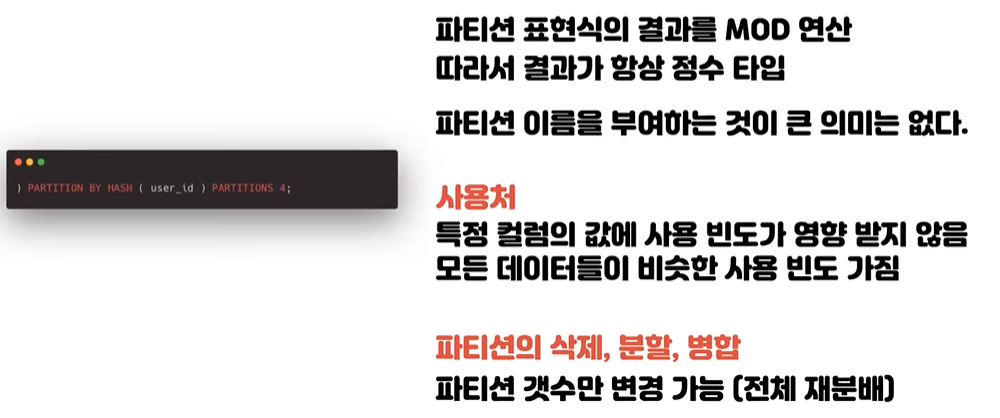 파티션 표현식의 결과를 MOD 연산
따라서 결과가 항상 정수 타입
파티션 이름을 부여하는 것이 큰 의미는 없다.
) PARTITION BY HASH ( user_id ) PARTITIONS 4;
사용처
특정 컬럼의 값에 사용 빈도가 영향 받지 않음
모든 데이터들이 비슷한 사용 빈도 가짐
파티션의 삭제, 분할, 병합
파티션 갯수만 변경 가능 (전체 재분배)